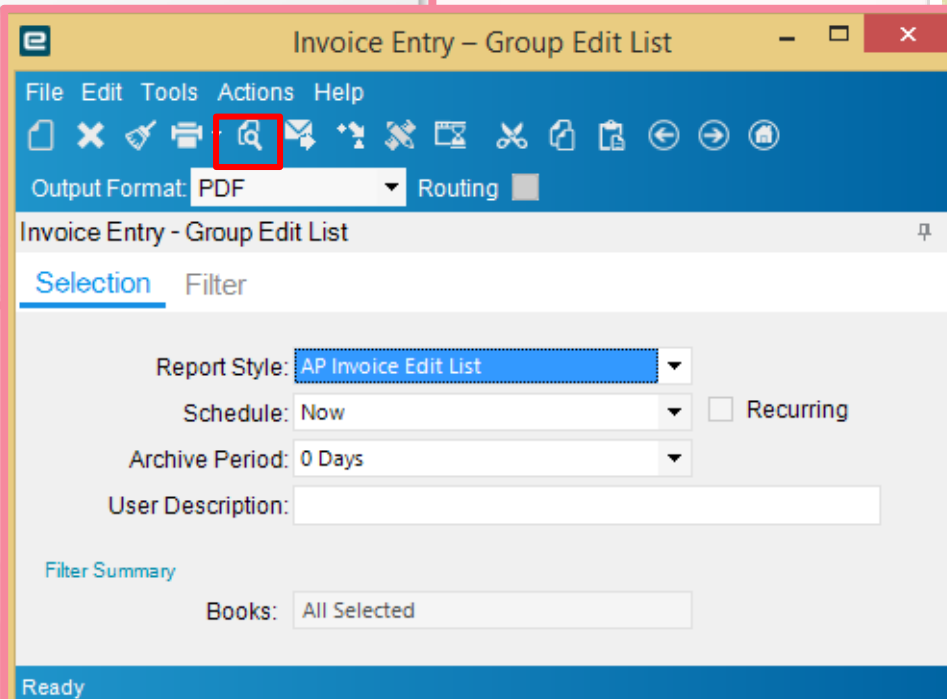 Invoice Entry – Group Edit List
File Edit Tools Actions Help
Output Format: PDF Routing
Invoice Entry - Group Edit List
Selection Filter
Report Style: AP Invoice Edit List
Schedule: Now Recurring
Archive Period: 0 Days
User Description:
Filter Summary
Books: All Selected
Ready